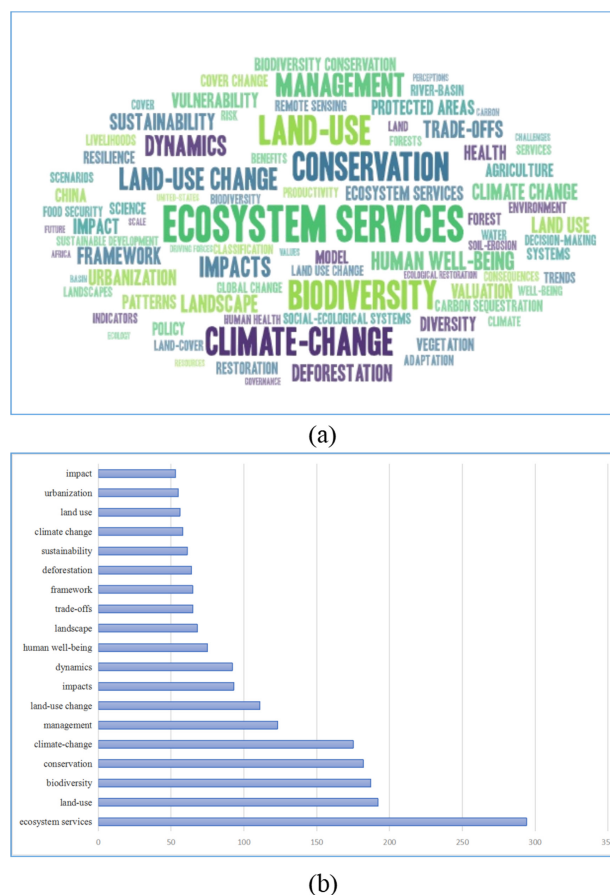 BIODIVERSITY CONSERVATION
PERCEPTIONS
COVER CHANGE
MANAGEMENT
RIVER-BASIN
COVER
VULNERABILITY
REMOTE SENSING
PROTECTED AREAS
CARBON
SUSTAINABILITY
RISK
LAND-USE
LAND
TRADE-OFFS
CHALLENGES
LIVELIHOODS
DYNAMICS
FORESTS
HEALTH
SERVICES
RESILIENCE
BENEFITS
CONSERVATION
AGRICULTURE
SCENARIOS
LAND-USE CHANGE
CHINA
UNITED-STATES
BIODIVERSITY
PRODUCTIVITY
ECOSYSTEM SERVICES
CLIMATE CHANGE
FOOD SECURITY
SCIENCE
ECOSYSTEM SERVICES
FOREST
ENVIRONMENT
FUTURE
IMPACT
SCALE
WATER
LAND USE
SUSTAINABLE DEVELOPMENT
DRIVING FORCES
CLASSIFICATION
VALUES
MODEL
SOIL-EROSION
DECISION-MAKING
AFRICA
FRAMEWORK
IMPACTS
HUMAN WELL-BEING
SYSTEMS
BASIN
URBANIZATION
LAND USE CHANGE
ECOLOGICAL RESTORATION
CONSEQUENCES
TRENDS
LANDSCAPES
GLOBAL CHANGE
BIODIVERSITY
VALUATION
WELL-BEING
PATTERNS
LANDSCAPE
CARBON SEQUESTRATION
INDICATORS
POLICY
HUMAN HEALTH
SOCIAL-ECOLOGICAL SYSTEMS
DIVERSITY
CLIMATE
ECOLOGY
LAND-COVER
CLIMATE-CHANGE
VEGETATION
RESOURCES
RESTORATION
GOVERNANCE
DEFORESTATION
ADAPTATION
(a)
impact
urbanization
land use
climate change
sustainability
deforestation
framework
trade-offs
landscape
human well-being
dynamics
impacts
land-use change
management
climate-change
conservation
biodiversity
land-use
ecosystem services
0 50 100 150 200 250 300
(b)